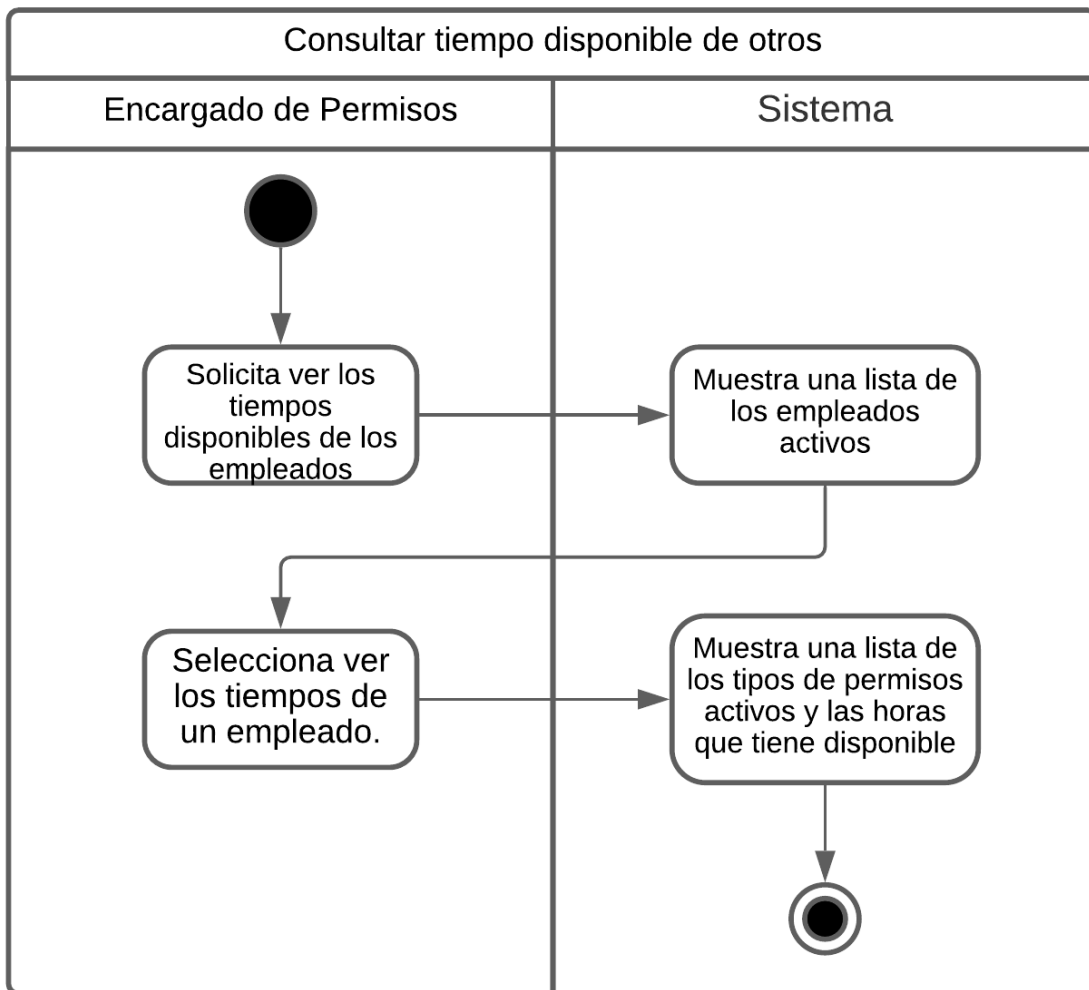 Consultar tiempo disponible de otros
Encargado de Permisos
Sistema
Solicita ver los
tiempos
disponibles de los
empleados
Muestra una lista de
los empleados
activos
Selecciona ver
los tiempos de
un empleado.
Muestra una lista de
los tipos de permisos
activos y las horas
que tiene disponible